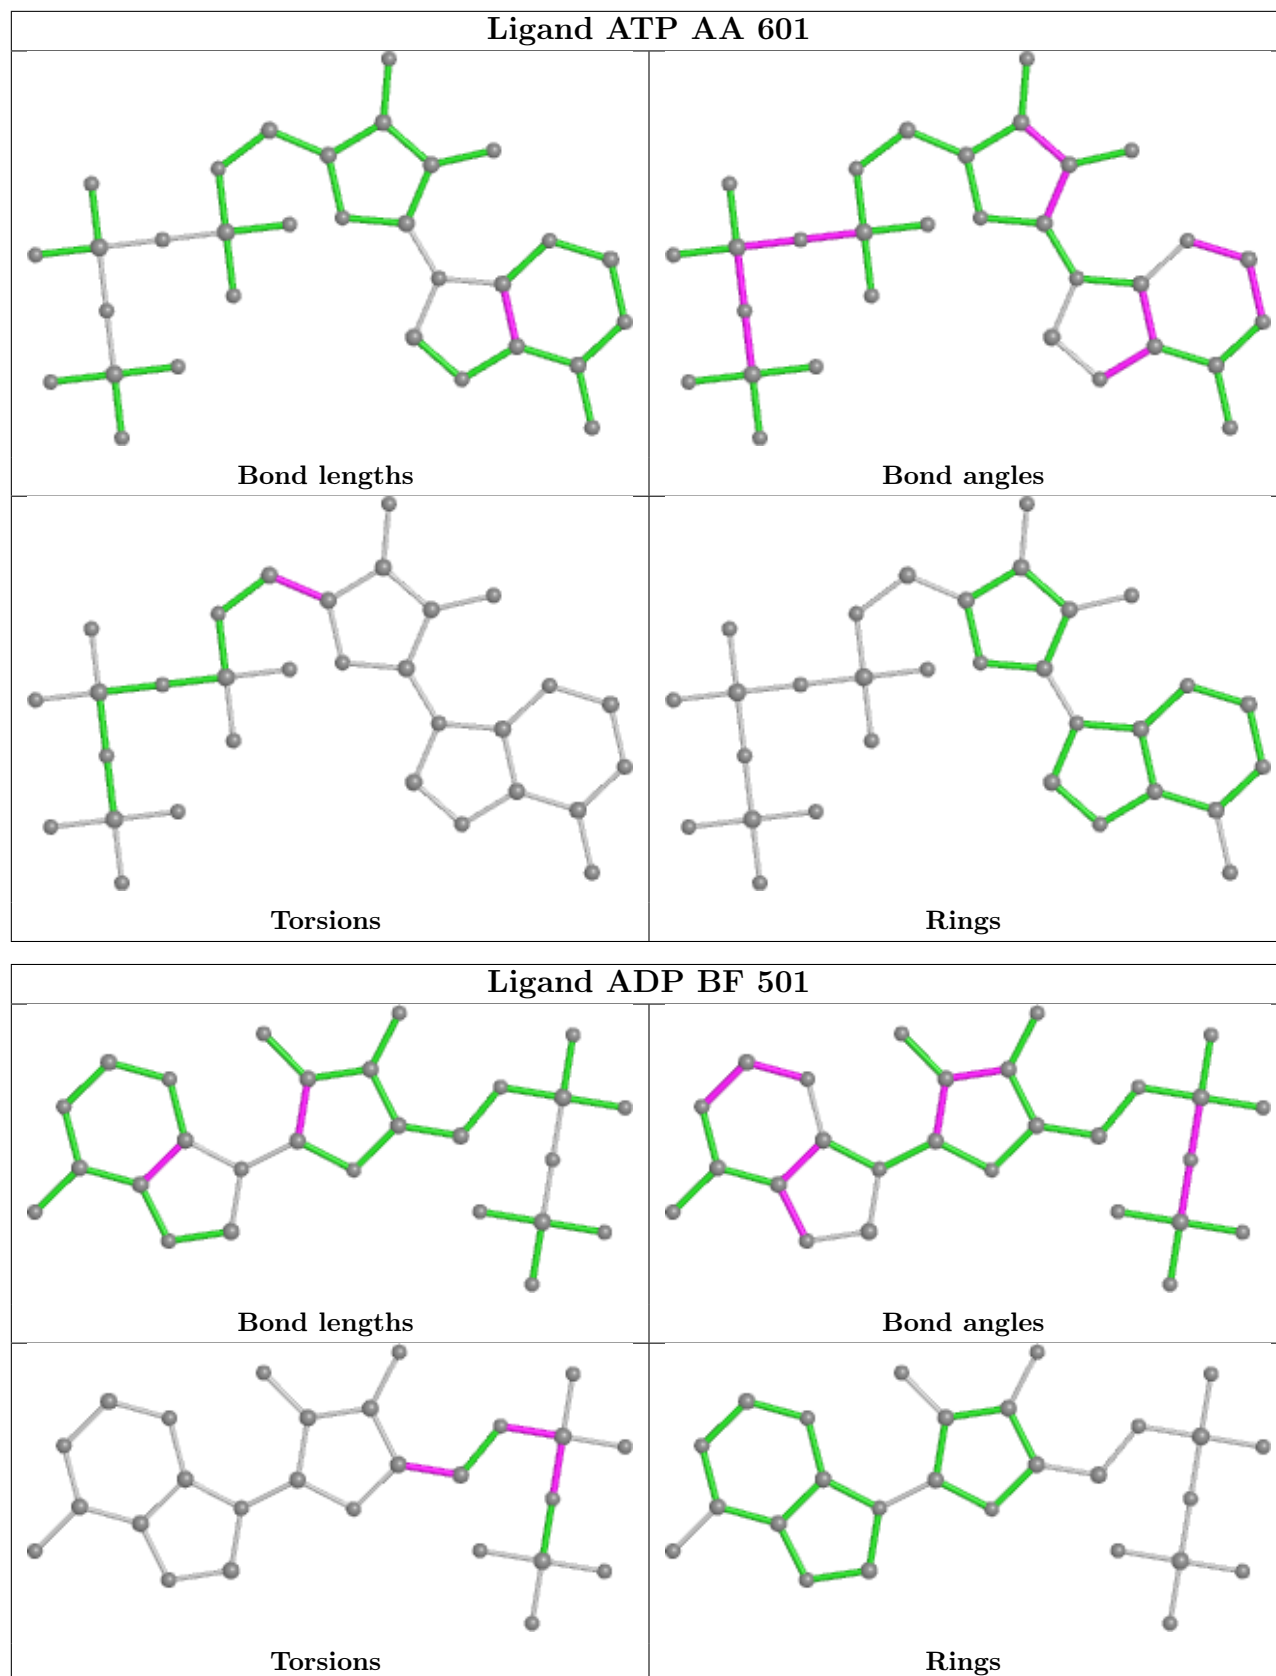 Ligand ATP AA 601
Bond lengths
Bond angles
Torsions
Rings
Ligand ADP BF 501
Bond lengths
Bond angles
Torsions
Rings